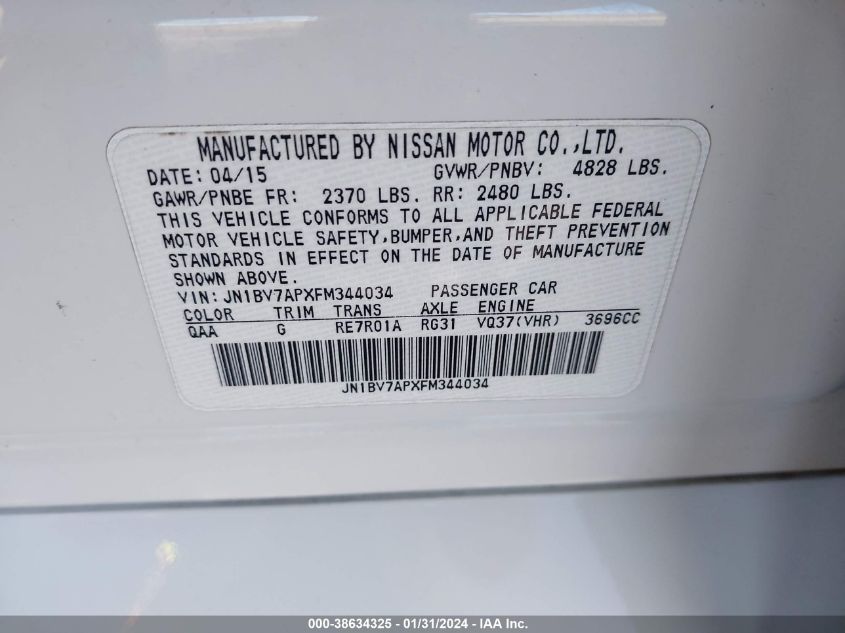 MANUFACTURED BY NISSAN MOTOR CO.,LTD.
DATE: 04/15 GVWR/PNBV: 4828 LBS.
GAWR/PNBE FR: 2370 LBS. RR: 2480 LBS.
THIS VEHICLE CONFORMS TO ALL APPLICABLE FEDERAL
MOTOR VEHICLE SAFETY,BUMPER,AND THEFT PREVENTION
STANDARDS IN EFFECT ON THE DATE OF MANUFACTURE
SHOWN ABOVE.
VIN: JN1BV7APXFM344034 PASSENGER CAR
COLOR TRIM TRANS AXLE ENGINE
QAA G RE7R01A RG31 VQ37(VHR) 3696CC
JN1BV7APXFM344034
000-38634325 - 01/31/2024 - IAA Inc.